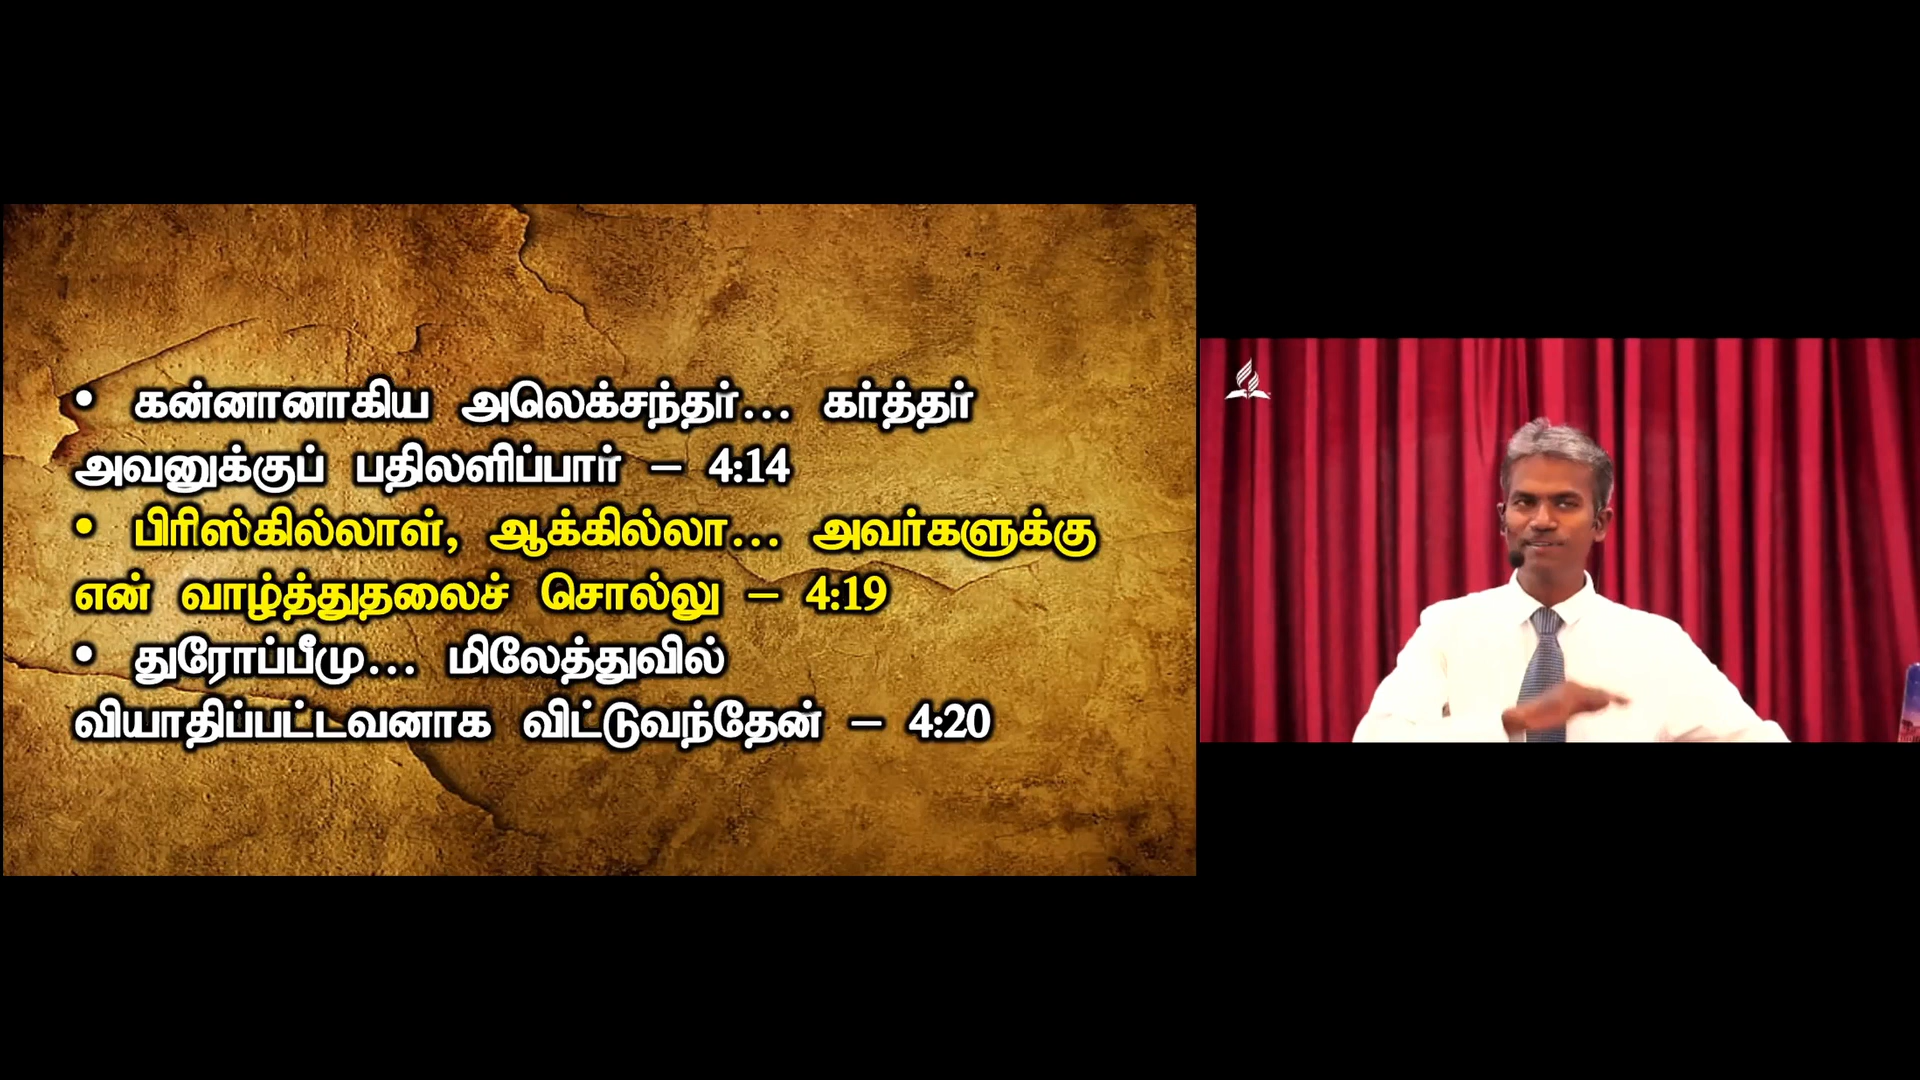 • கன்னானாகிய அலெக்சந்தர்... கர்த்தர்
அவனுக்குப் பதிலளிப்பார் – 4:14
• பிரிஸ்கில்லாள், ஆக்கில்லா... அவர்களுக்கு
என் வாழ்த்துதலைச் சொல்லு – 4:19
• துரோப்பீமு... மிலேத்துவில்
வியாதிப்பட்டவனாக விட்டுவந்தேன் – 4:20